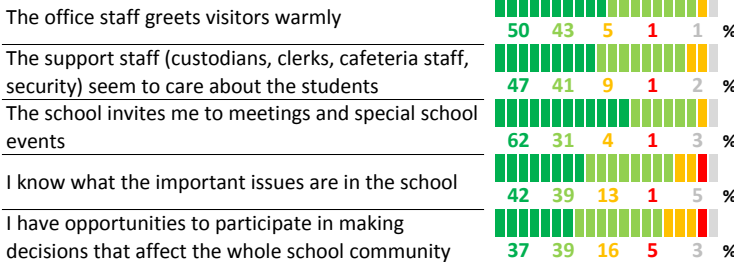 The office staff greets visitors warmly
50 43 5 1 1 %
The support staff (custodians, clerks, cafeteria staff,
security) seem to care about the students
47 41 9 1 2 %
The school invites me to meetings and special school
events
62 31 4 1 3 %
I know what the important issues are in the school
42 39 13 1 5 %
I have opportunities to participate in making
decisions that affect the whole school community
37 39 16 5 3 %